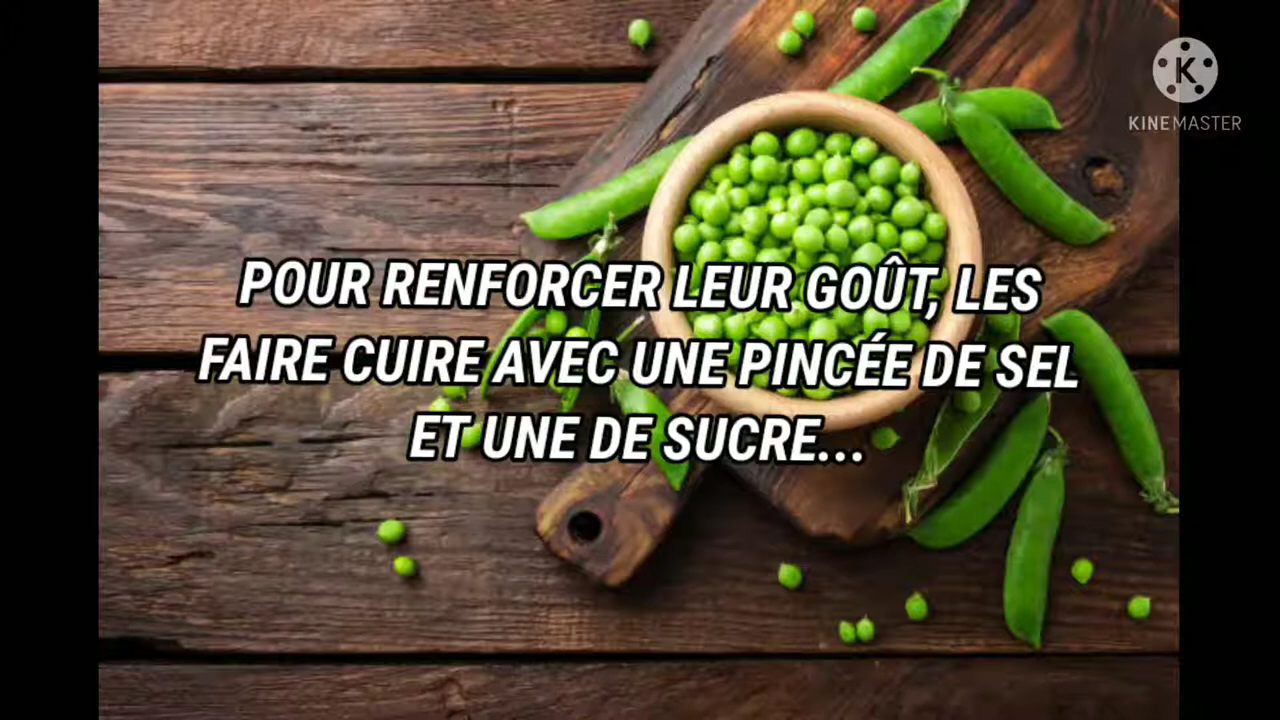 K
KINEMASTER
POUR RENFORCER LEUR GOÛT, LES
FAIRE CUIRE AVEC UNE PINCÉE DE SEL
ET UNE DE SUCRE...